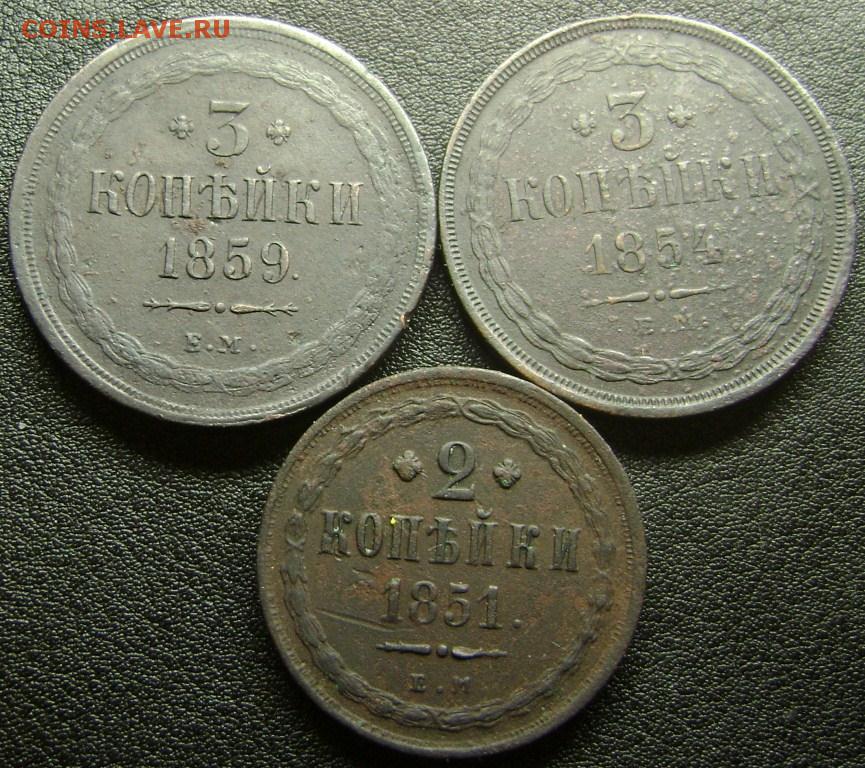 COINS.LAVE.RU
3
КОПѢЙКИ
1859.
Е.М.
3
КОПѢЙКИ
1854.
Е.М.
2
КОПѢЙКИ
1851.
Е.М